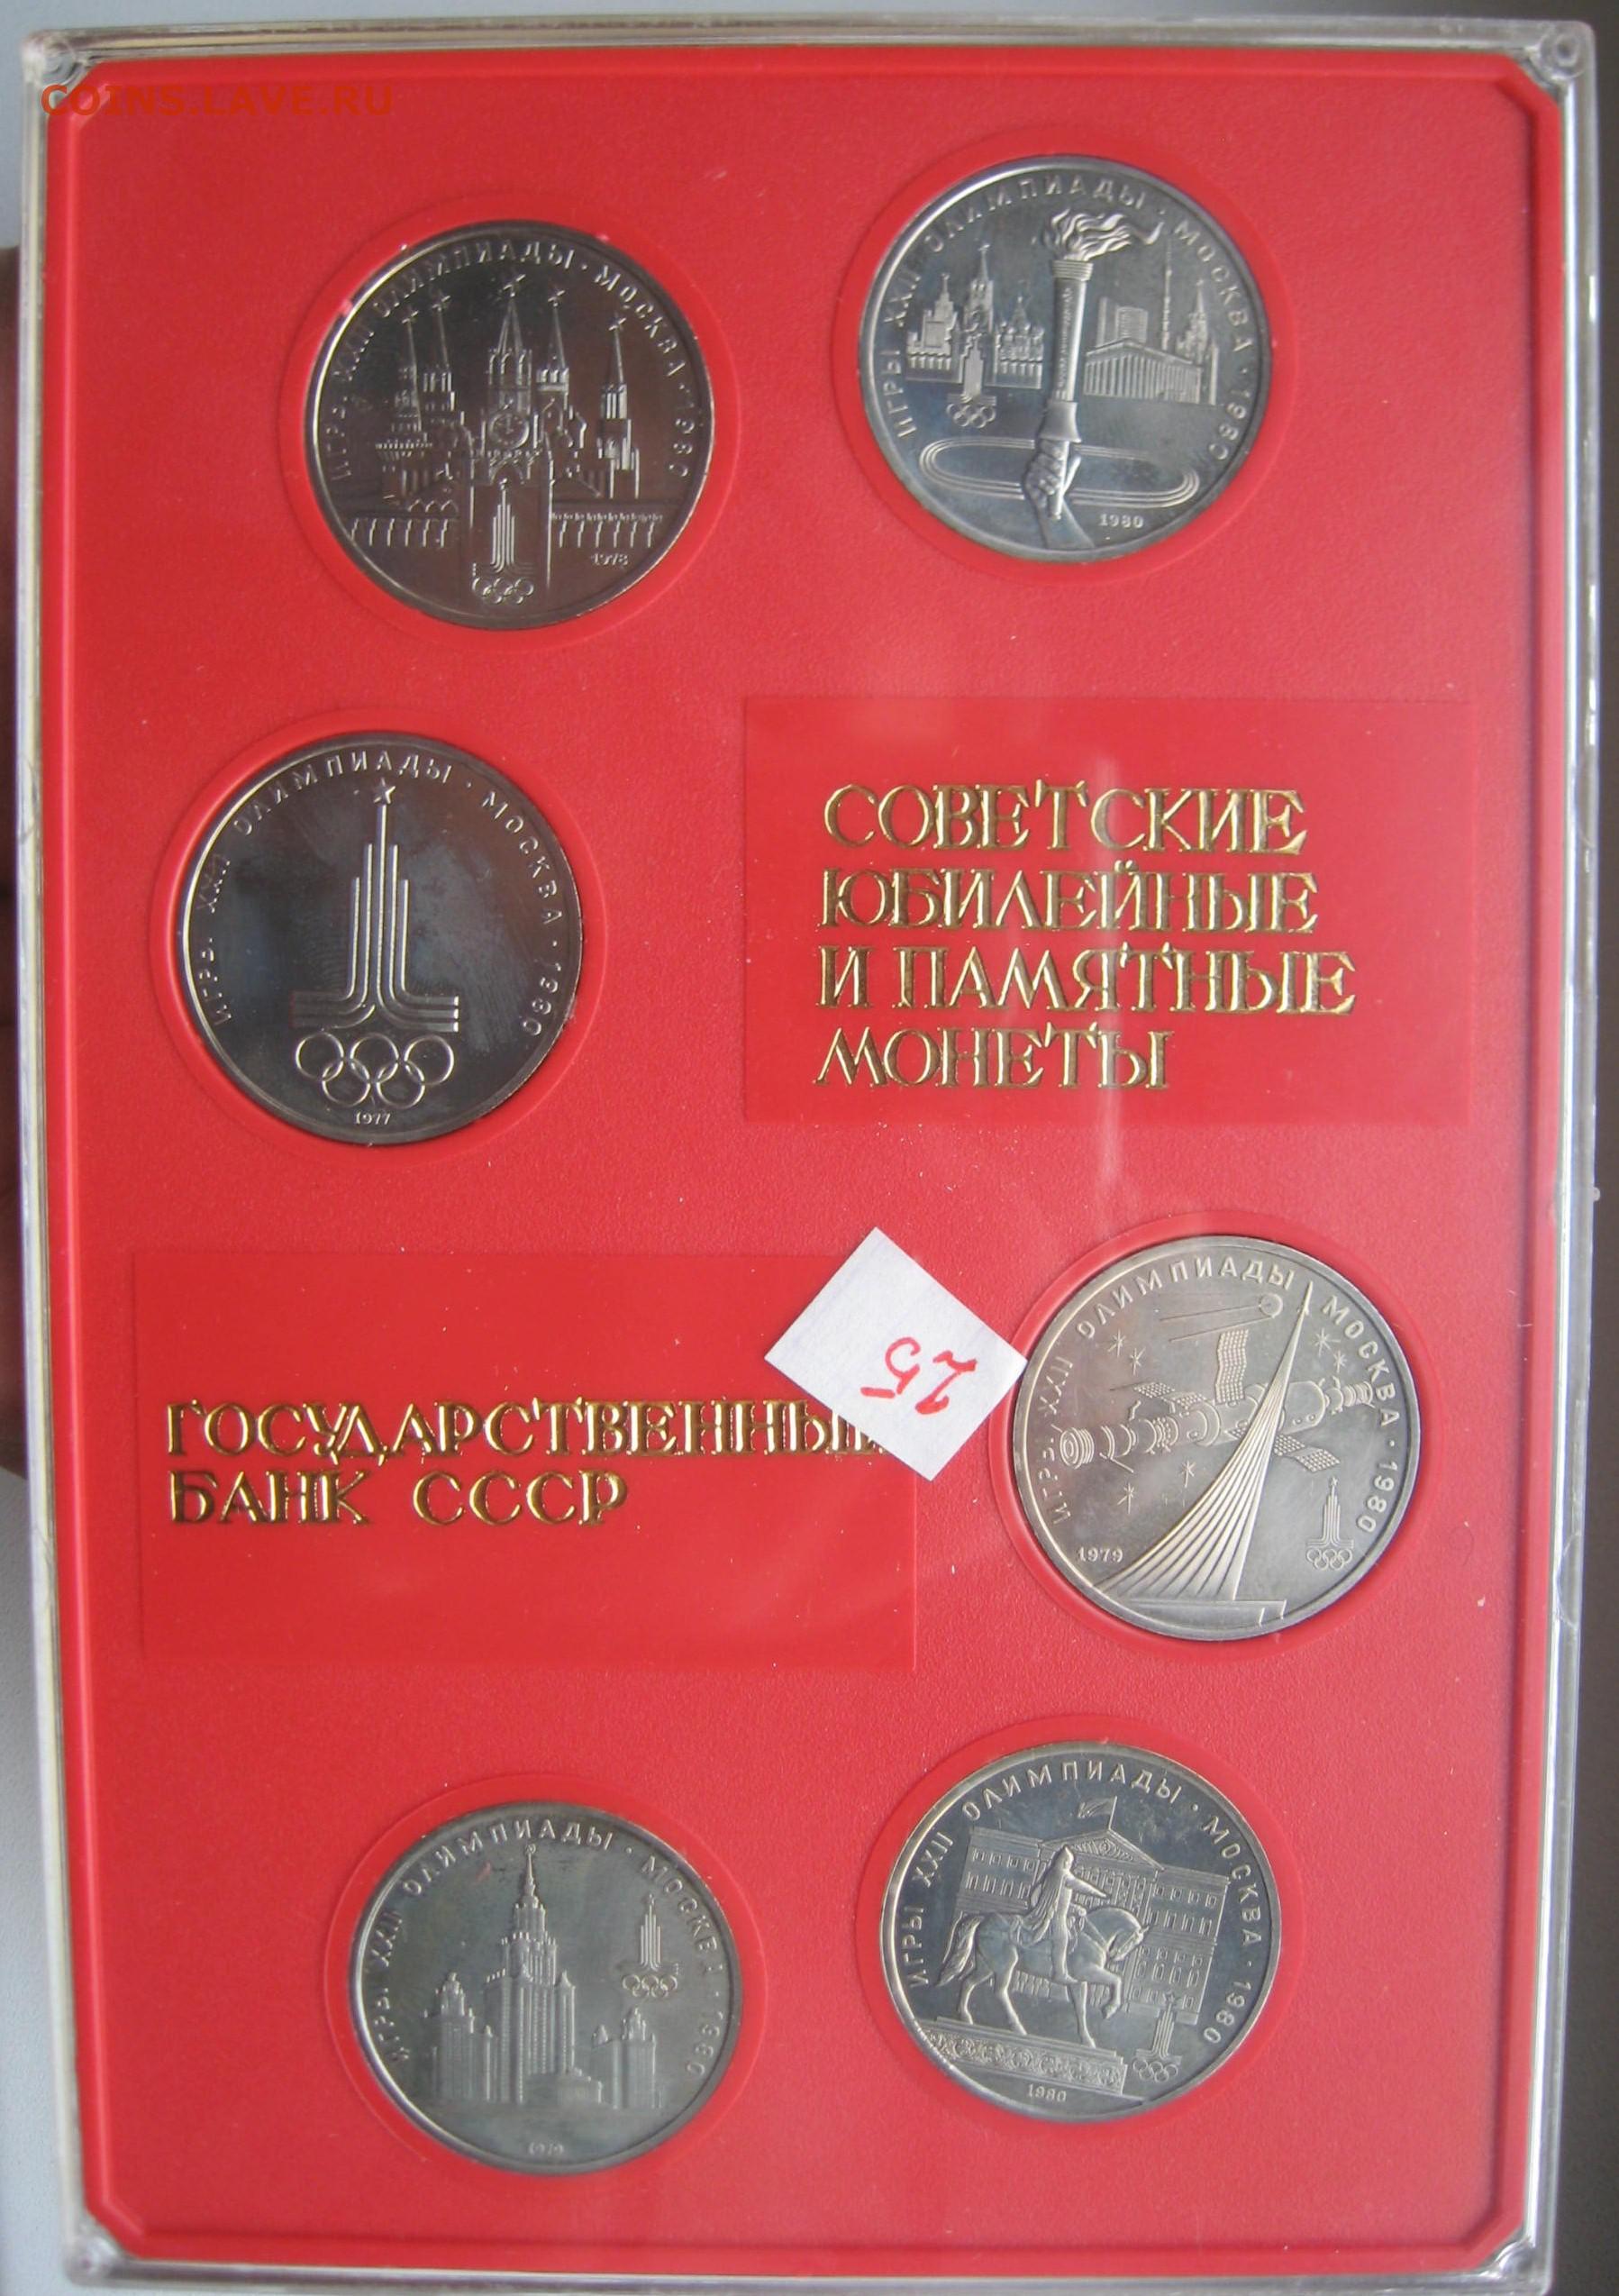 COINS.LAVE.RU
ИГРЫ XXII ОЛИМПИАДЫ · МОСКВА · 1980
1978
ИГРЫ XXII ОЛИМПИАДЫ · МОСКВА · 1980
1980
ИГРЫ XXII ОЛИМПИАДЫ · МОСКВА · 1980
1977
СОВЕТСКИЕ
ЮБИЛЕЙНЫЕ
И ПАМЯТНЫЕ
МОНЕТЫ
25
ГОСУДАРСТВЕННЫЙ
БАНК СССР
ИГРЫ XXII ОЛИМПИАДЫ МОСКВА · 1980
1979
ИГРЫ XXII ОЛИМПИАДЫ · МОСКВА · 1980
1979
ИГРЫ XXII ОЛИМПИАДЫ · МОСКВА · 1980
1980